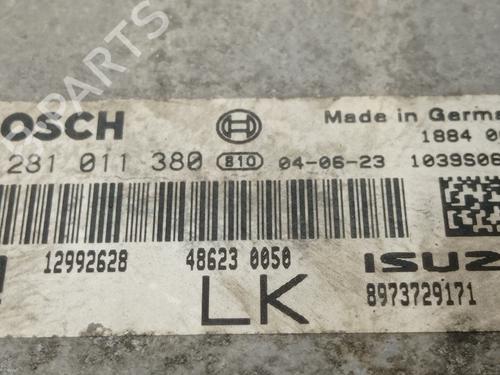 BOSCH
Made in Germa
281 011 380 810 04-06-23
1884 0
1039S06
12992628 48623 0050 ISUZ
LK 8973729171